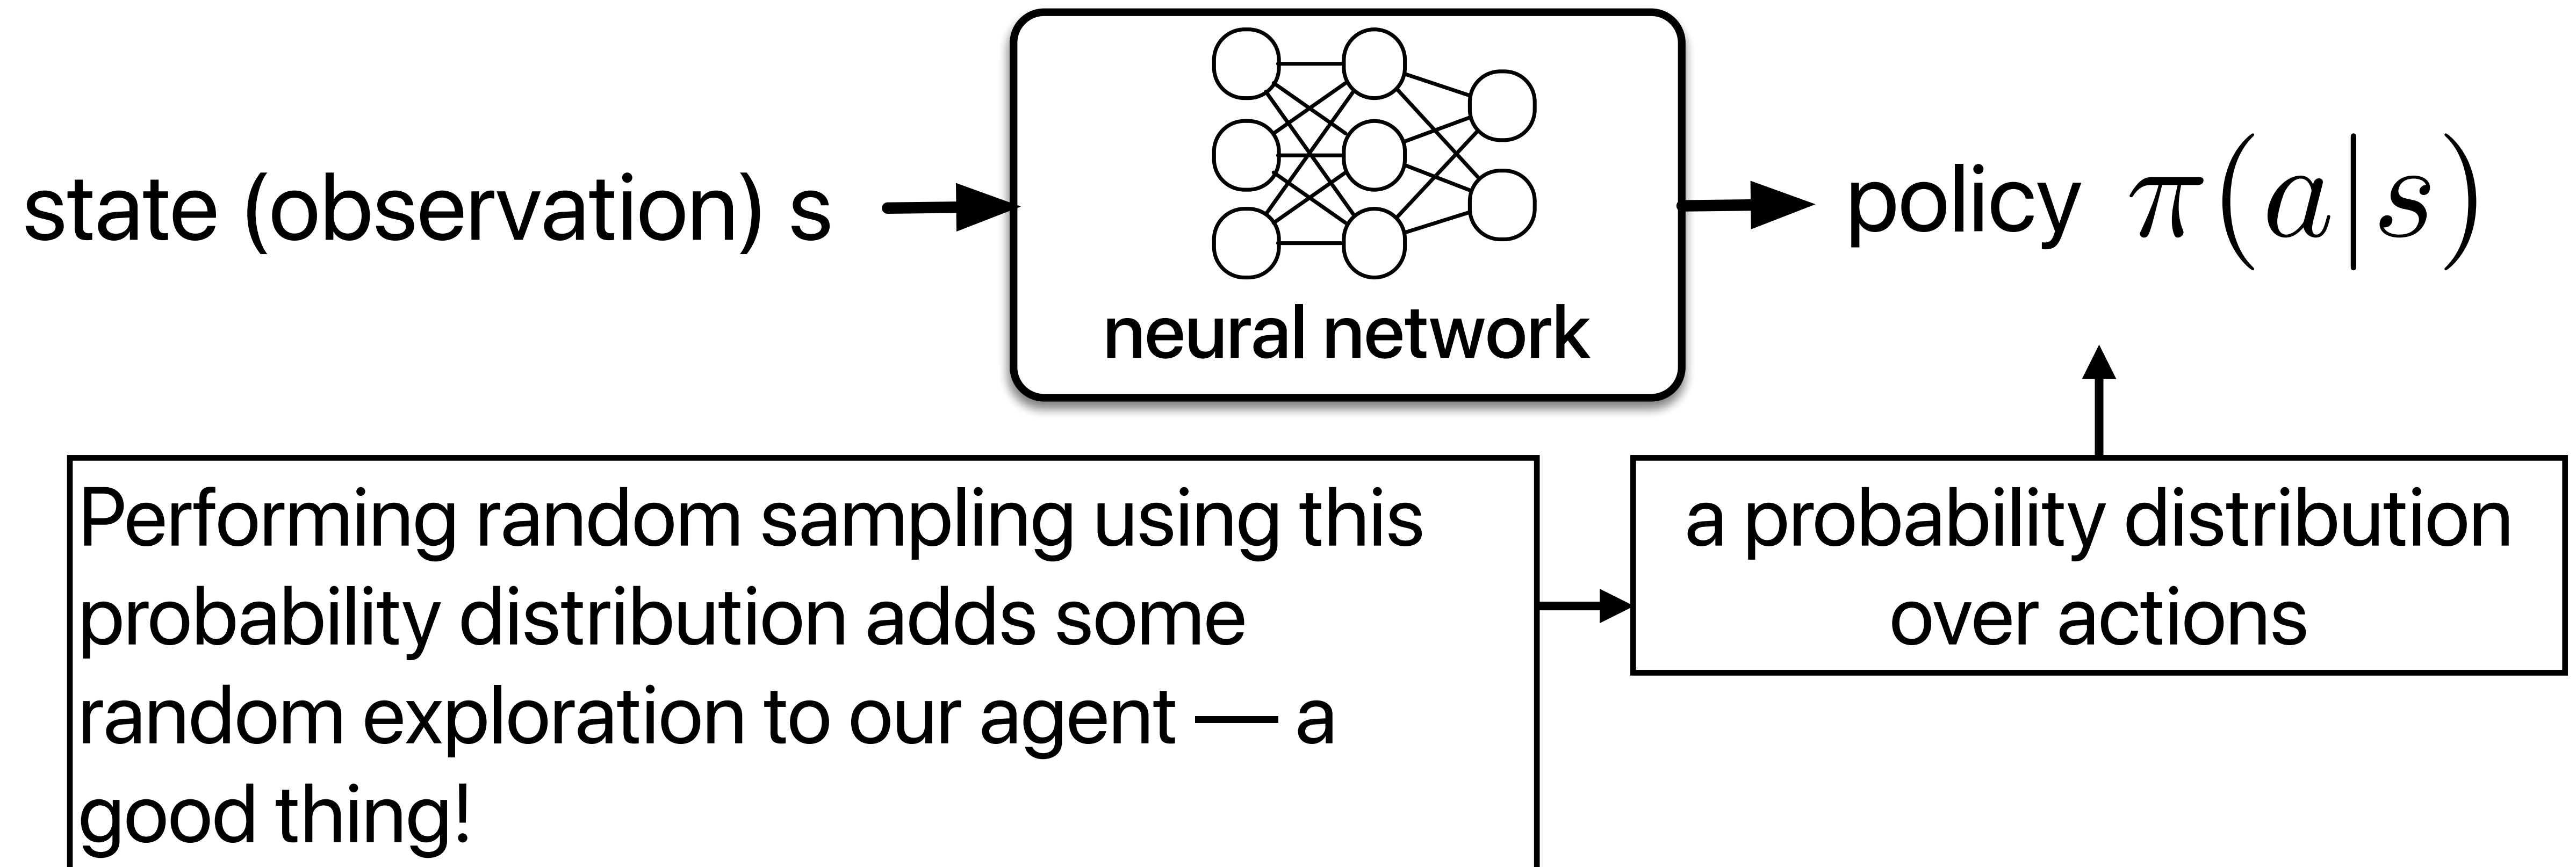 state (observation) s
neural network
policy π(a|s)
Performing random sampling using this
probability distribution adds some
random exploration to our agent — a
good thing!
a probability distribution
over actions